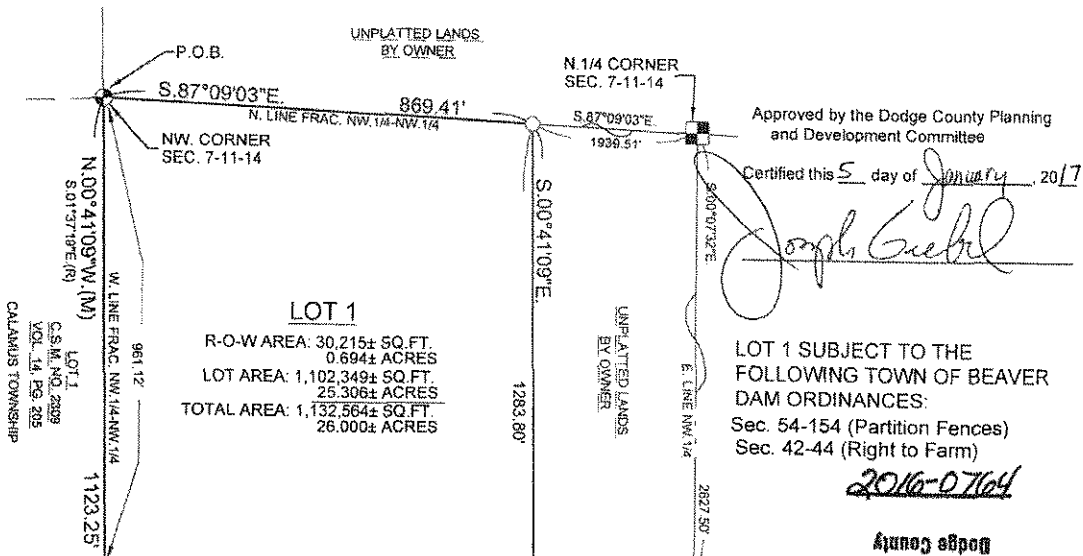 UNPLATTED LANDS
BY OWNER
P.O.B.
N.1/4 CORNER
SEC. 7-11-14
S.87°09'03"E.
869.41'
N. LINE FRAC. NW.1/4-NW.1/4
S.87°09'03"E.
1939.51'
NW. CORNER
SEC. 7-11-14
Approved by the Dodge County Planning
and Development Committee
Certified this 5 day of January, 2017
Joseph Giebel
N.00°41'09"W.(M)
S.01°37'19"E.(R)
W. LINE FRAC. NW.1/4-NW.1/4
961.12'
1123.25'
LOT 1
C.S.M. NO. 2309
VOL. 14, PG. 205
CALAMUS TOWNSHIP
LOT 1
R-O-W AREA: 30,215± SQ.FT.
0.694± ACRES
LOT AREA: 1,102,349± SQ.FT.
25.306± ACRES
TOTAL AREA: 1,132,564± SQ.FT.
26.000± ACRES
S.00°41'09"E.
1283.80'
UNPLATTED LANDS
BY OWNER
S.00°07'32"E.
E. LINE NW.1/4
2627.50'
LOT 1 SUBJECT TO THE
FOLLOWING TOWN OF BEAVER
DAM ORDINANCES:
Sec. 54-154 (Partition Fences)
Sec. 42-44 (Right to Farm)
2016-0764
Dodge County